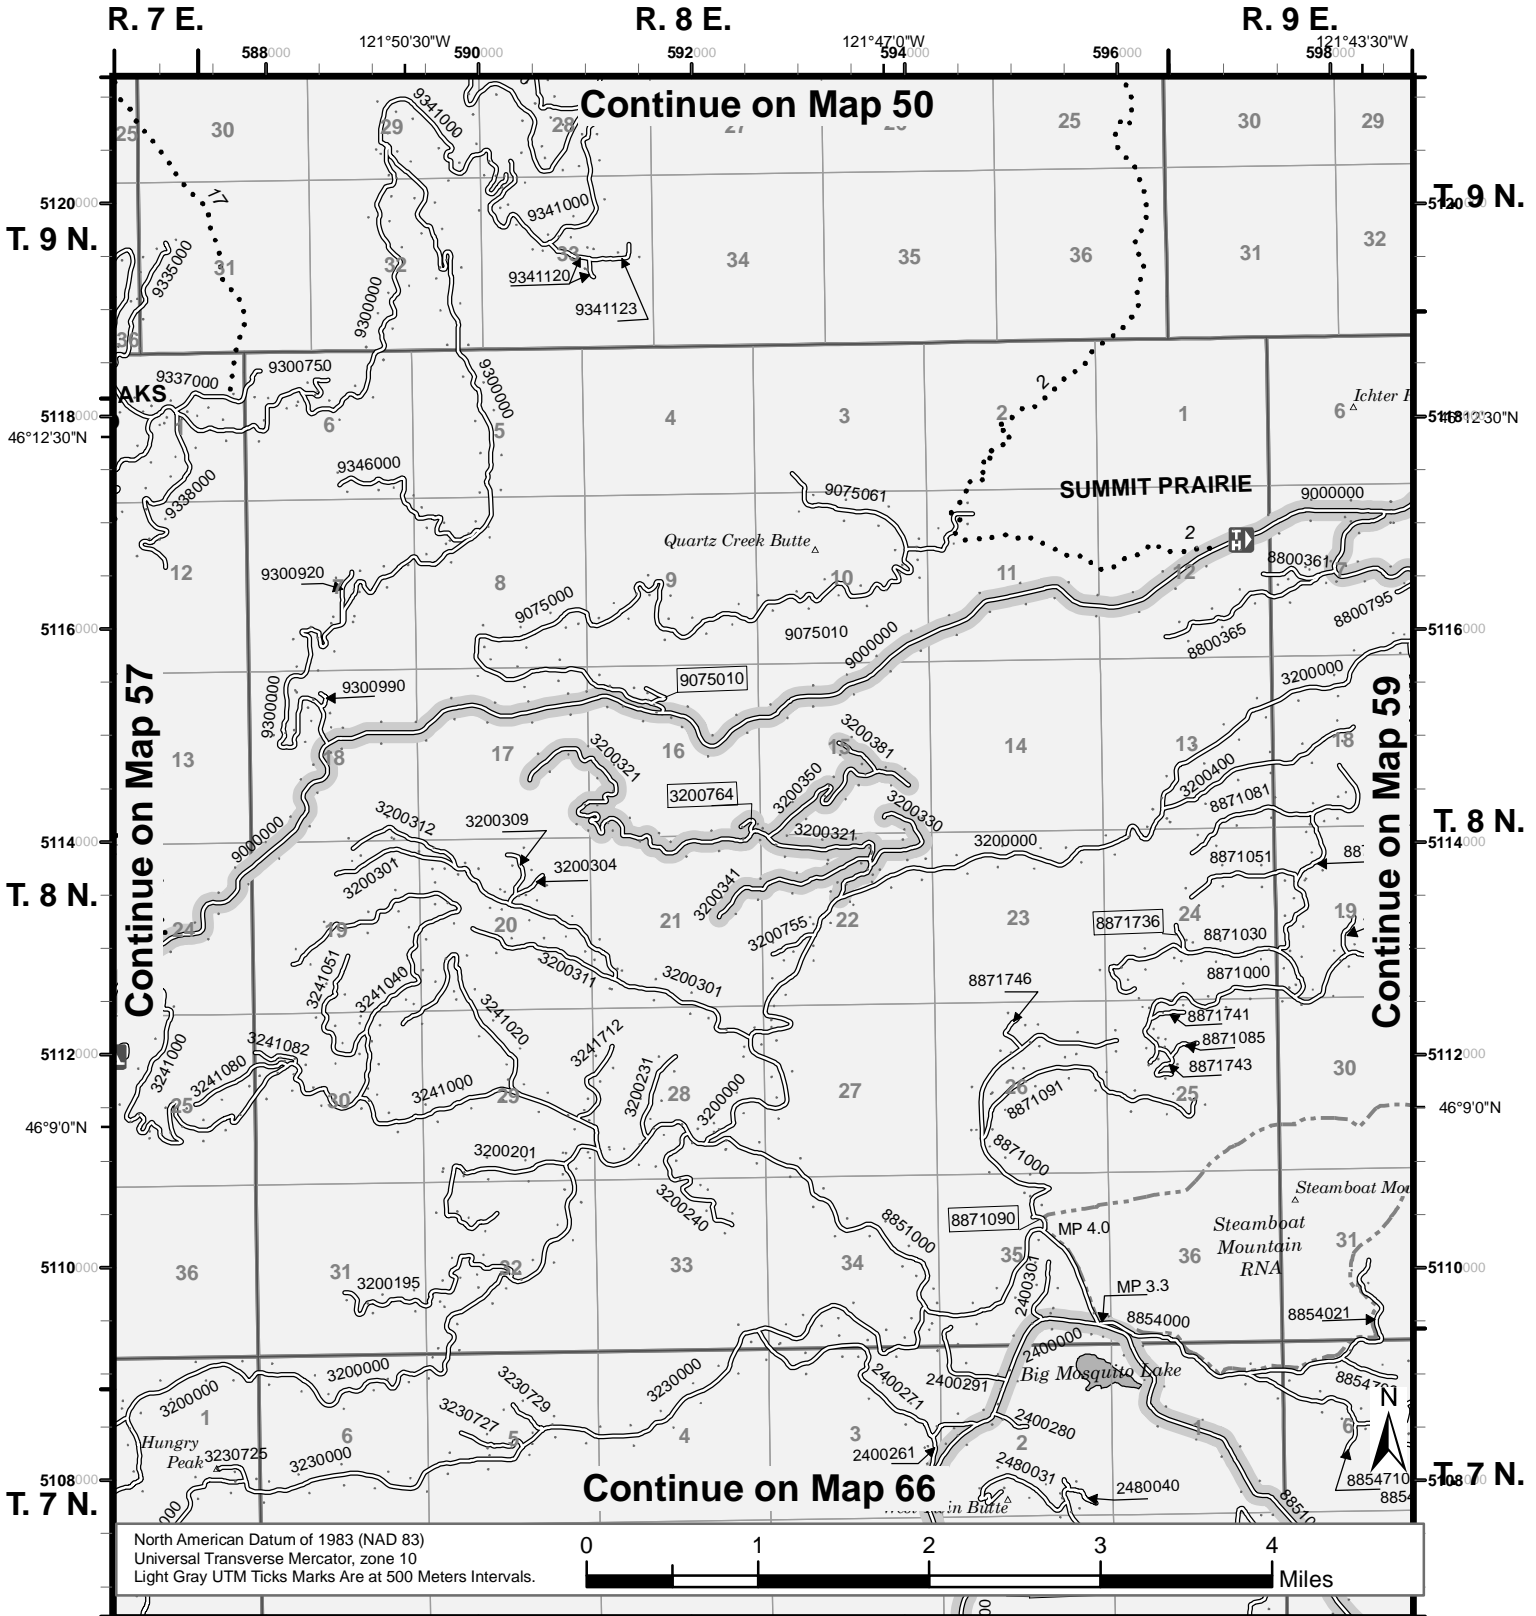 R. 7 E. R. 8 E. R. 9 E.
121°50'30"W 121°47'0"W 121°43'30"W
588000 590000 592000 594000 596000 598000
Continue on Map 50
25 30 29 28 25 30 29
9341000
17
5120000 5120000
T. 9 N. T. 9 N.
9341000
9335000 31 32 33 34 35 36 31 32
9341120
9341123
9300000
36
9337000 9300750 9300000
AKS
2
Ichter
5118000 5118000
46°12'30"N 46°12'30"N
1 6 5 4 3 2 1 6
9346000
9338000
9075061
SUMMIT PRAIRIE
9000000
Quartz Creek Butte
2
TH
8800361
12 7 8 9 10 11 12 7
9300920
9075000
9075010
8800795
5116000 5116000
9000000
8800365
3200000
9300000
9300990
9075010
Continue on Map 57
Continue on Map 59
13 18 17 16 15 14 13 18
3200321
3200381
3200764
3200350
3200400
8871081
3200312
3200309
3200330
3200321
3200000
5114000 5114000
T. 8 N. T. 8 N.
9000000
3200301
3200304
8871051
88
3200341
24 19 20 21 22 23 24 19
8871736
8871030
3200755
3241051
3241040
3200311
3200301
8871746
8871000
8871741
3241020
3241712
8871085
8871743
5112000 5112000
3241000
3241082
3241080
3241000
3200231
3200000
25 30 29 28 27 26 25 30
8871091
46°9'0"N 46°9'0"N
3200201
8871000
3200240
Steamboat
8851000
8871090
MP 4.0
Steamboat
Mountain
RNA
36 31 32 33 34 35 36 31
5110000 5110000
3200195
2400301
MP 3.3
8854000
8854021
2400000
3200000
3200000
3230000
Big Mosquito Lake
2400271
2400291
3230729
3230727
2400280
N
1 6 5 4 3 2 1 6
Hungry
Peak
3230725
3230000
2400261
2480031
2480040
8854710
5108000 5108000
T. 7 N. T. 7 N.
Continue on Map 66
Butte
North American Datum of 1983 (NAD 83)
Universal Transverse Mercator, zone 10
Light Gray UTM Ticks Marks Are at 500 Meters Intervals.
0 1 2 3 4
Miles